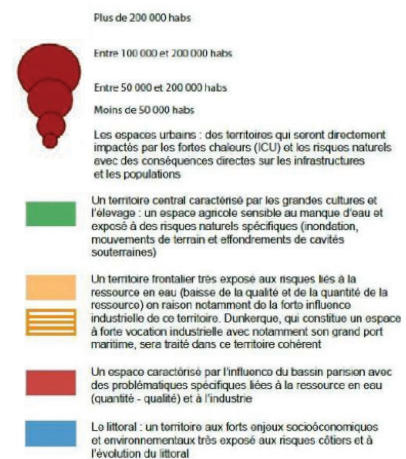 Plus de 200 000 habs
Entre 100 000 et 200 000 habs
Entre 50 000 et 200 000 habs
Moins de 50 000 habs
Les espaces urbains : des territoires qui seront directement
impactés par les fortes chaleurs (ICU) et les risques naturels
avec des conséquences directes sur les infrastructures
et les populations
Un territoire central caractérisé par les grandes cultures et
l'élevage : un espace agricole sensible au manque d'eau et
exposé à des risques naturels spécifiques (inondation,
mouvements de terrain et effondrements de cavités
souterraines)
Un territoire frontalier très exposé aux risques liés à la
ressource en eau (baisse de la qualité et de la quantité de la
ressource) en raison notamment de la forte influence
industrielle de ce territoire. Dunkerque, qui constitue un espace
à forte vocation industrielle avec notamment son grand port
maritime, sera traité dans ce territoire cohérent
Un espace caractérisé par l'influence du bassin parision avec
des problématiques spécifiques liées à la ressource en eau
(quantité - qualité) et à l'industrie
Le littoral : un territoire aux forts enjeux socioéconomiques
et environnementaux très exposé aux risques côtiers et à
l'évolution du littoral